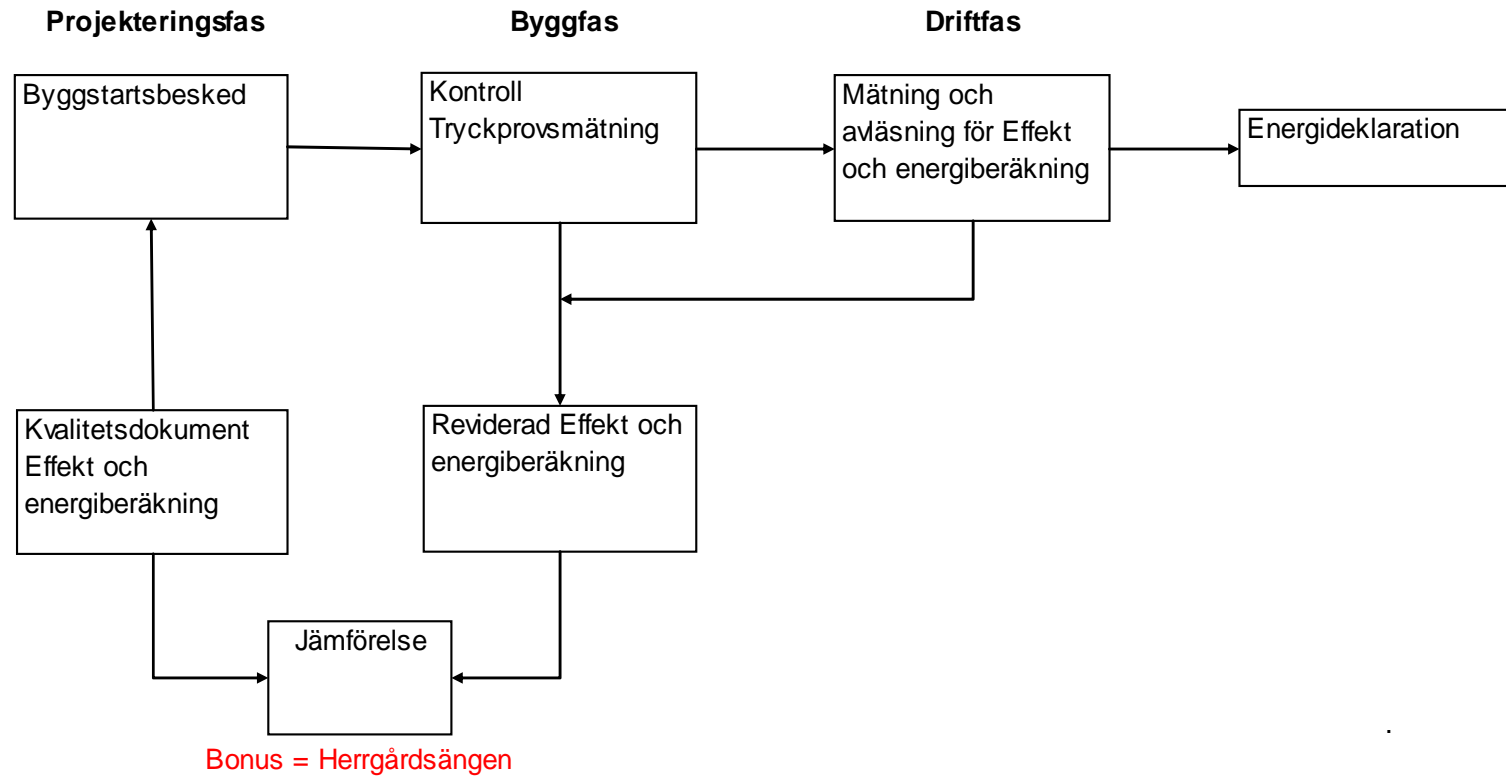 Projekteringsfas
Byggfas
Driftfas
Byggstartsbesked
Kontroll
Tryckprovsmätning
Mätning och
avläsning för Effekt
och energiberäkning
Energideklaration
Kvalitetsdokument
Effekt och
energiberäkning
Reviderad Effekt och
energiberäkning
Jämförelse
.
Bonus = Herrgårdsängen